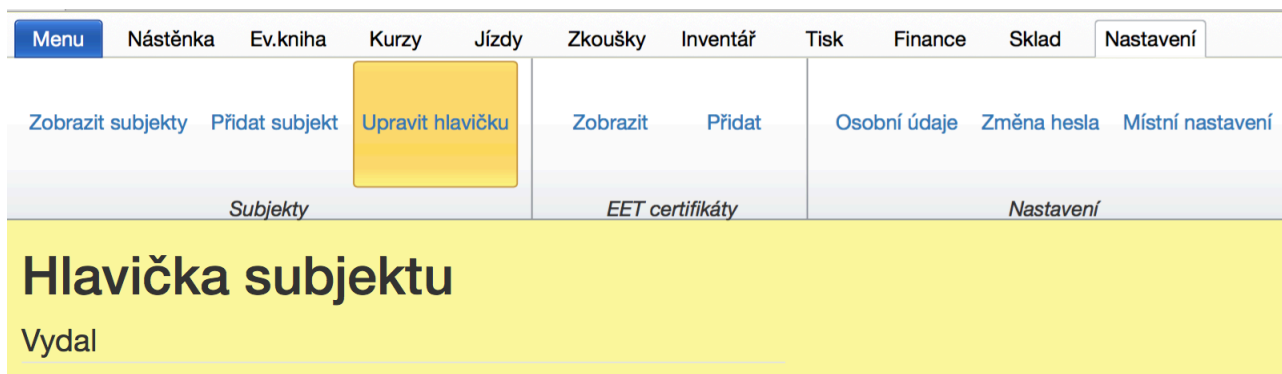 Menu Nástěnka Ev.kniha Kurzy Jízdy Zkoušky Inventář Tisk Finance Sklad Nastavení
Zobrazit subjekty Přidat subjekt Upravit hlavičku Zobrazit Přidat Osobní údaje Změna hesla Místní nastavení
Subjekty EET certifikáty Nastavení
Hlavička subjektu
Vydal